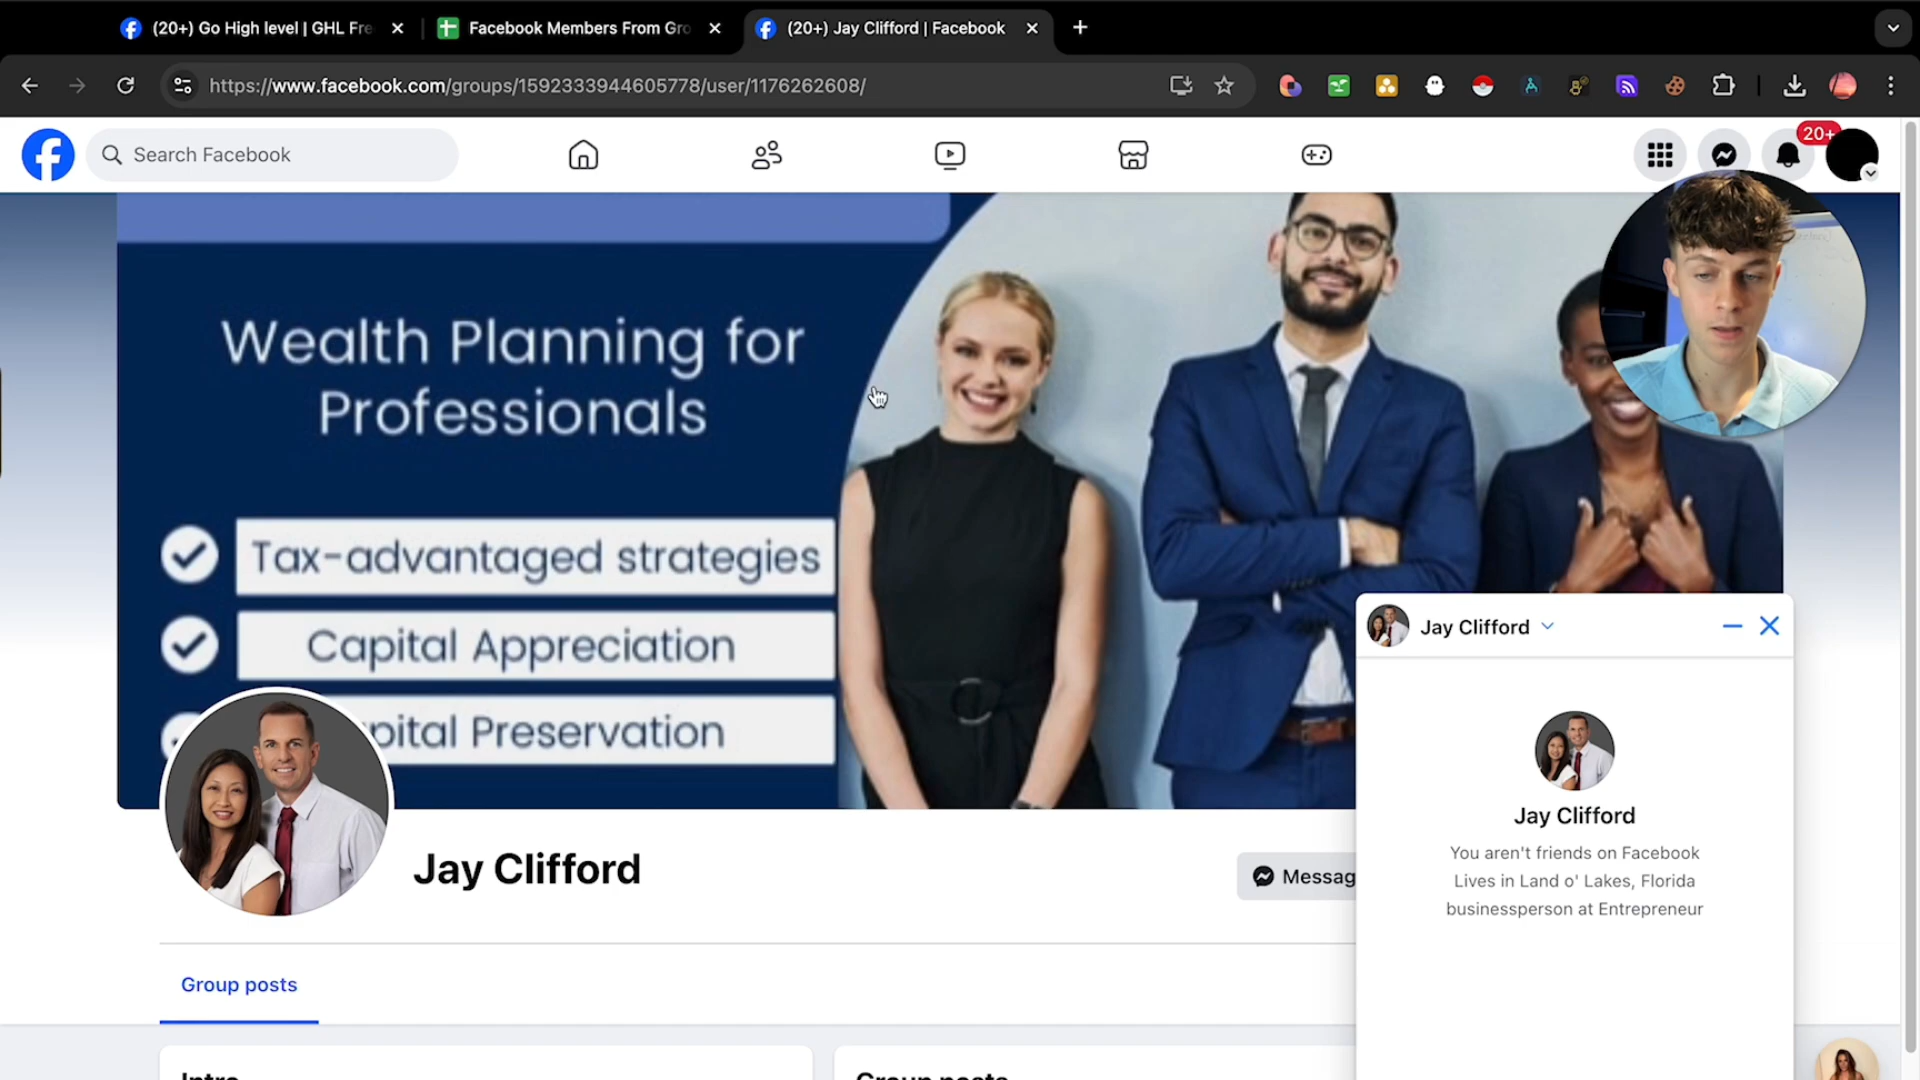 (20+) Go High level | GHL Fre
Facebook Members From Gro
(20+) Jay Clifford | Facebook
https://www.facebook.com/groups/1592333944605778/user/1176262608/
Search Facebook
20+
Wealth Planning for
Professionals
Tax-advantaged strategies
Capital Appreciation
pital Preservation
Jay Clifford
Messag
Group posts
Intro
Group posts
Jay Clifford
Jay Clifford
You aren't friends on Facebook
Lives in Land o' Lakes, Florida
businessperson at Entrepreneur